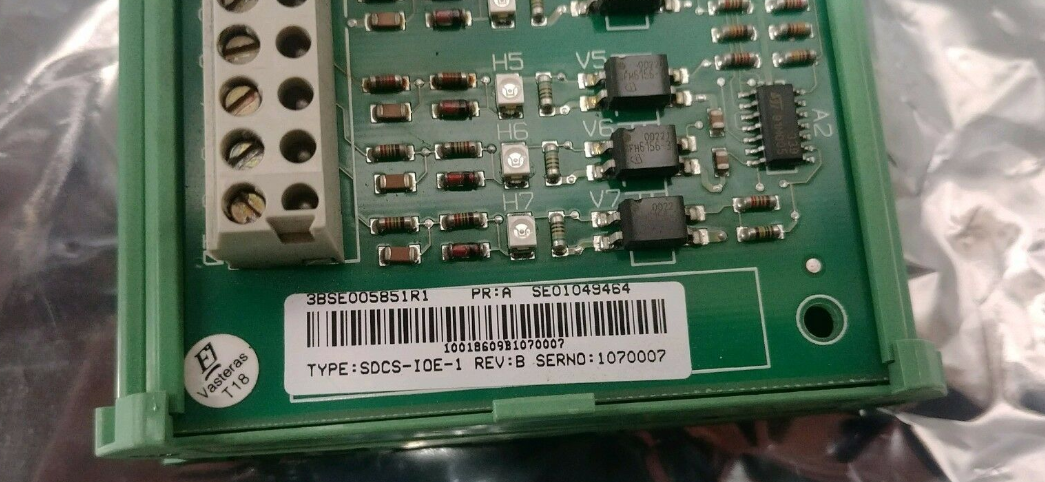 H5 V5
H6 V6
A2
H7 V7
3BSE005851R1 PR:A SE01049464
I0018609B1070007
TYPE:SDCS-IOE-1 REV:B SERNO:1070007
Vasteras
T18